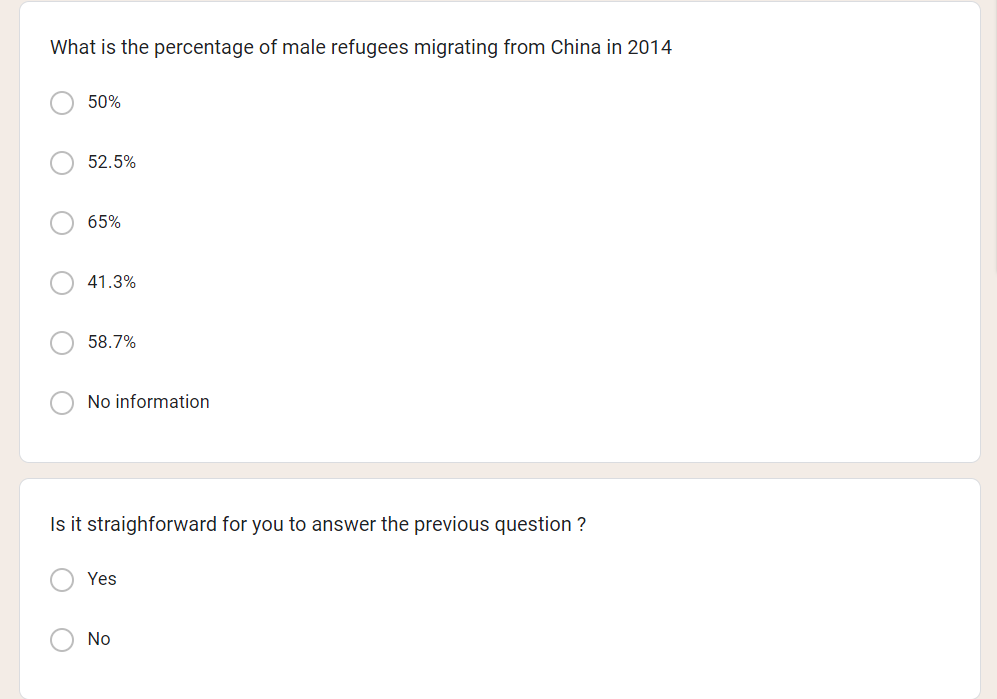 What is the percentage of male refugees migrating from China in 2014
50%
52.5%
65%
41.3%
58.7%
No information
Is it straighforward for you to answer the previous question ?
Yes
No